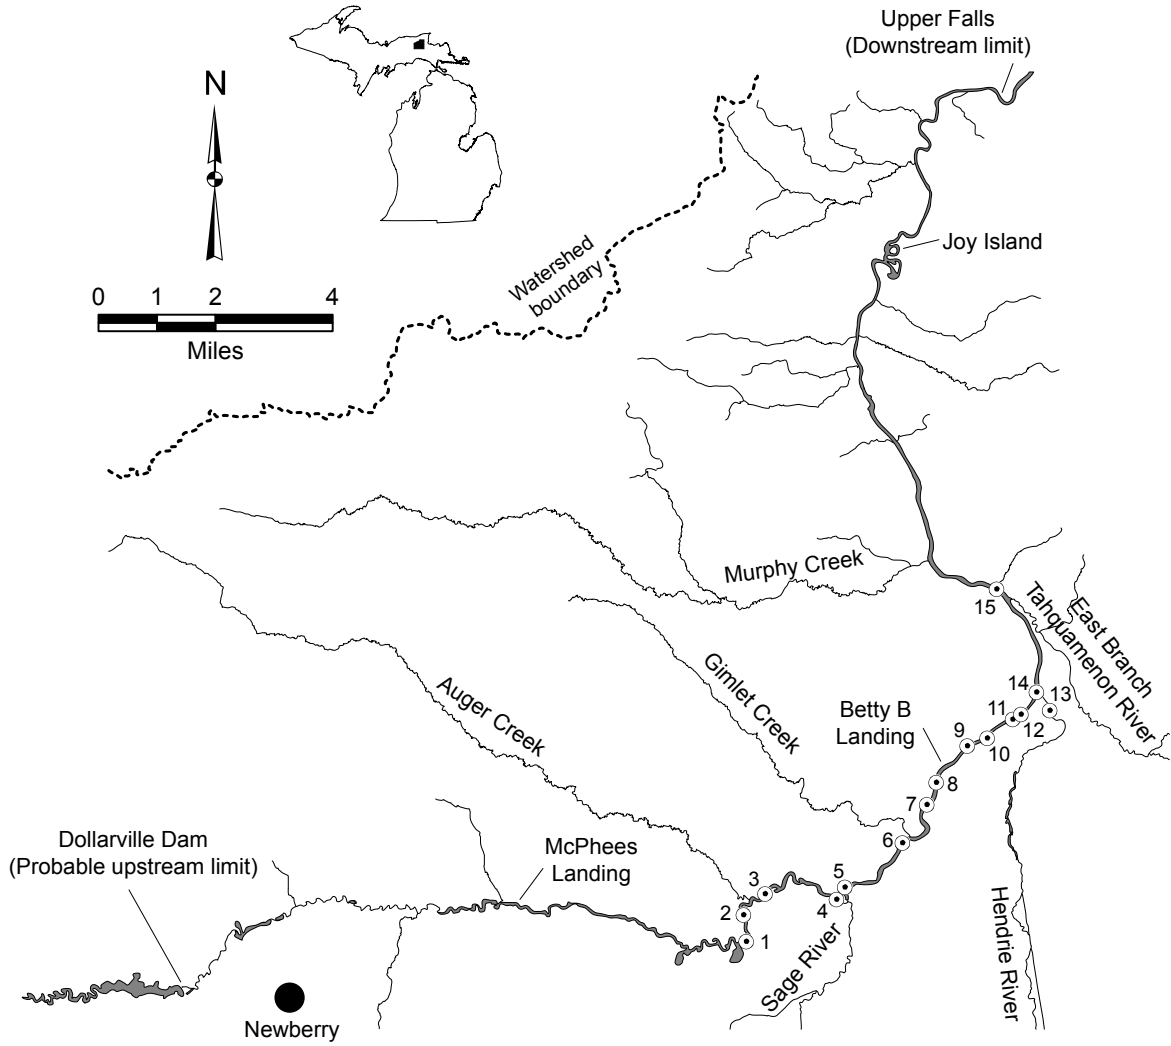 Upper Falls
(Downstream limit)
N
Joy Island
Watershed
boundary
0 1 2 4
Miles
Murphy Creek
15
East Branch
Tahquamenon River
Gimlet Creek
Auger Creek
14
13
Betty B
Landing
11
12
9
10
8
7
Dollarville Dam
(Probable upstream limit)
McPhees
Landing
6
5
3
4
2
1
Sage River
Hendrie River
Newberry